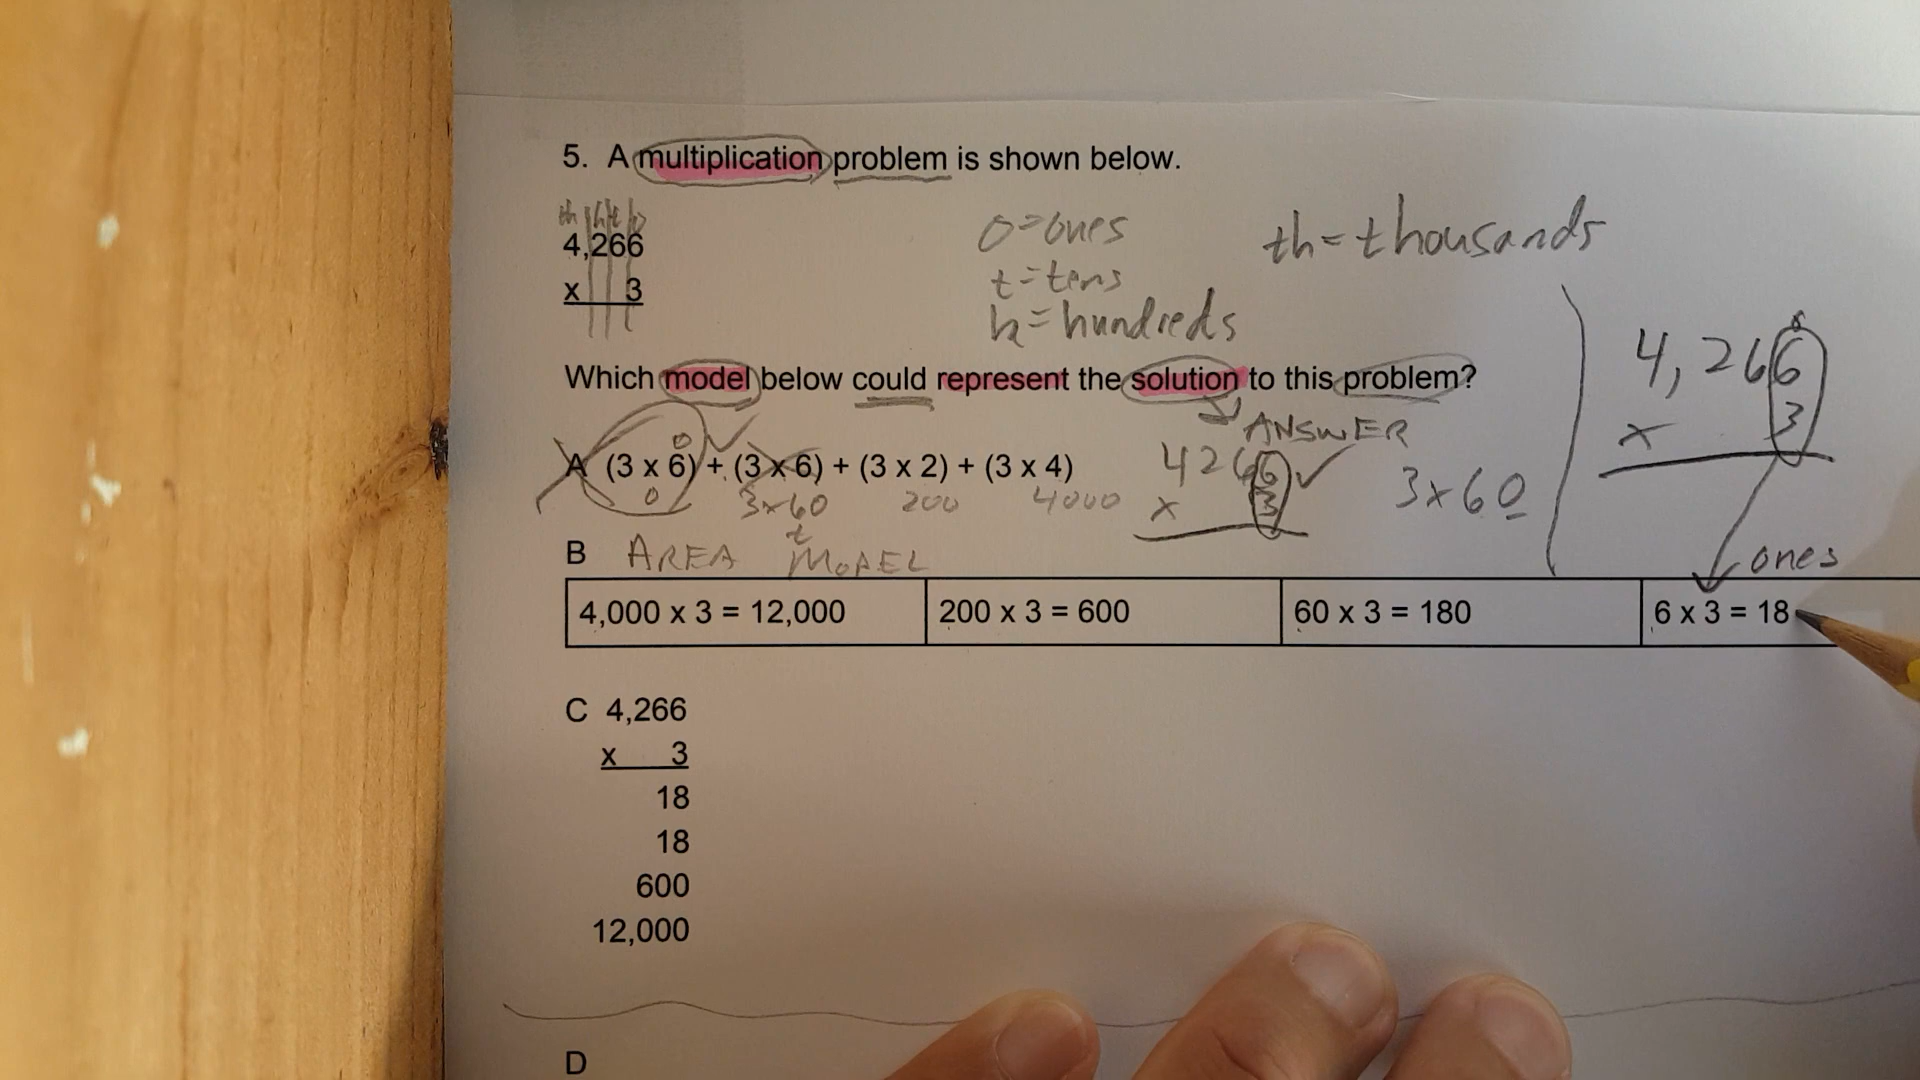 5. A multiplication problem is shown below.
th h t o
4,266
x 3
o=ones
t=tens
h=hundreds
th=thousands
Which model below could represent the solution to this problem?
ANSWER
A (3 x 6) + (3 x 6) + (3 x 2) + (3 x 4)
o
3x60
t
200
4000
4266
x 3
3x60
o
4,266
x 3
ones
B AREA MODEL
4,000 x 3 = 12,000 200 x 3 = 600 60 x 3 = 180 6 x 3 = 18
C 4,266
x 3
18
18
600
12,000
D